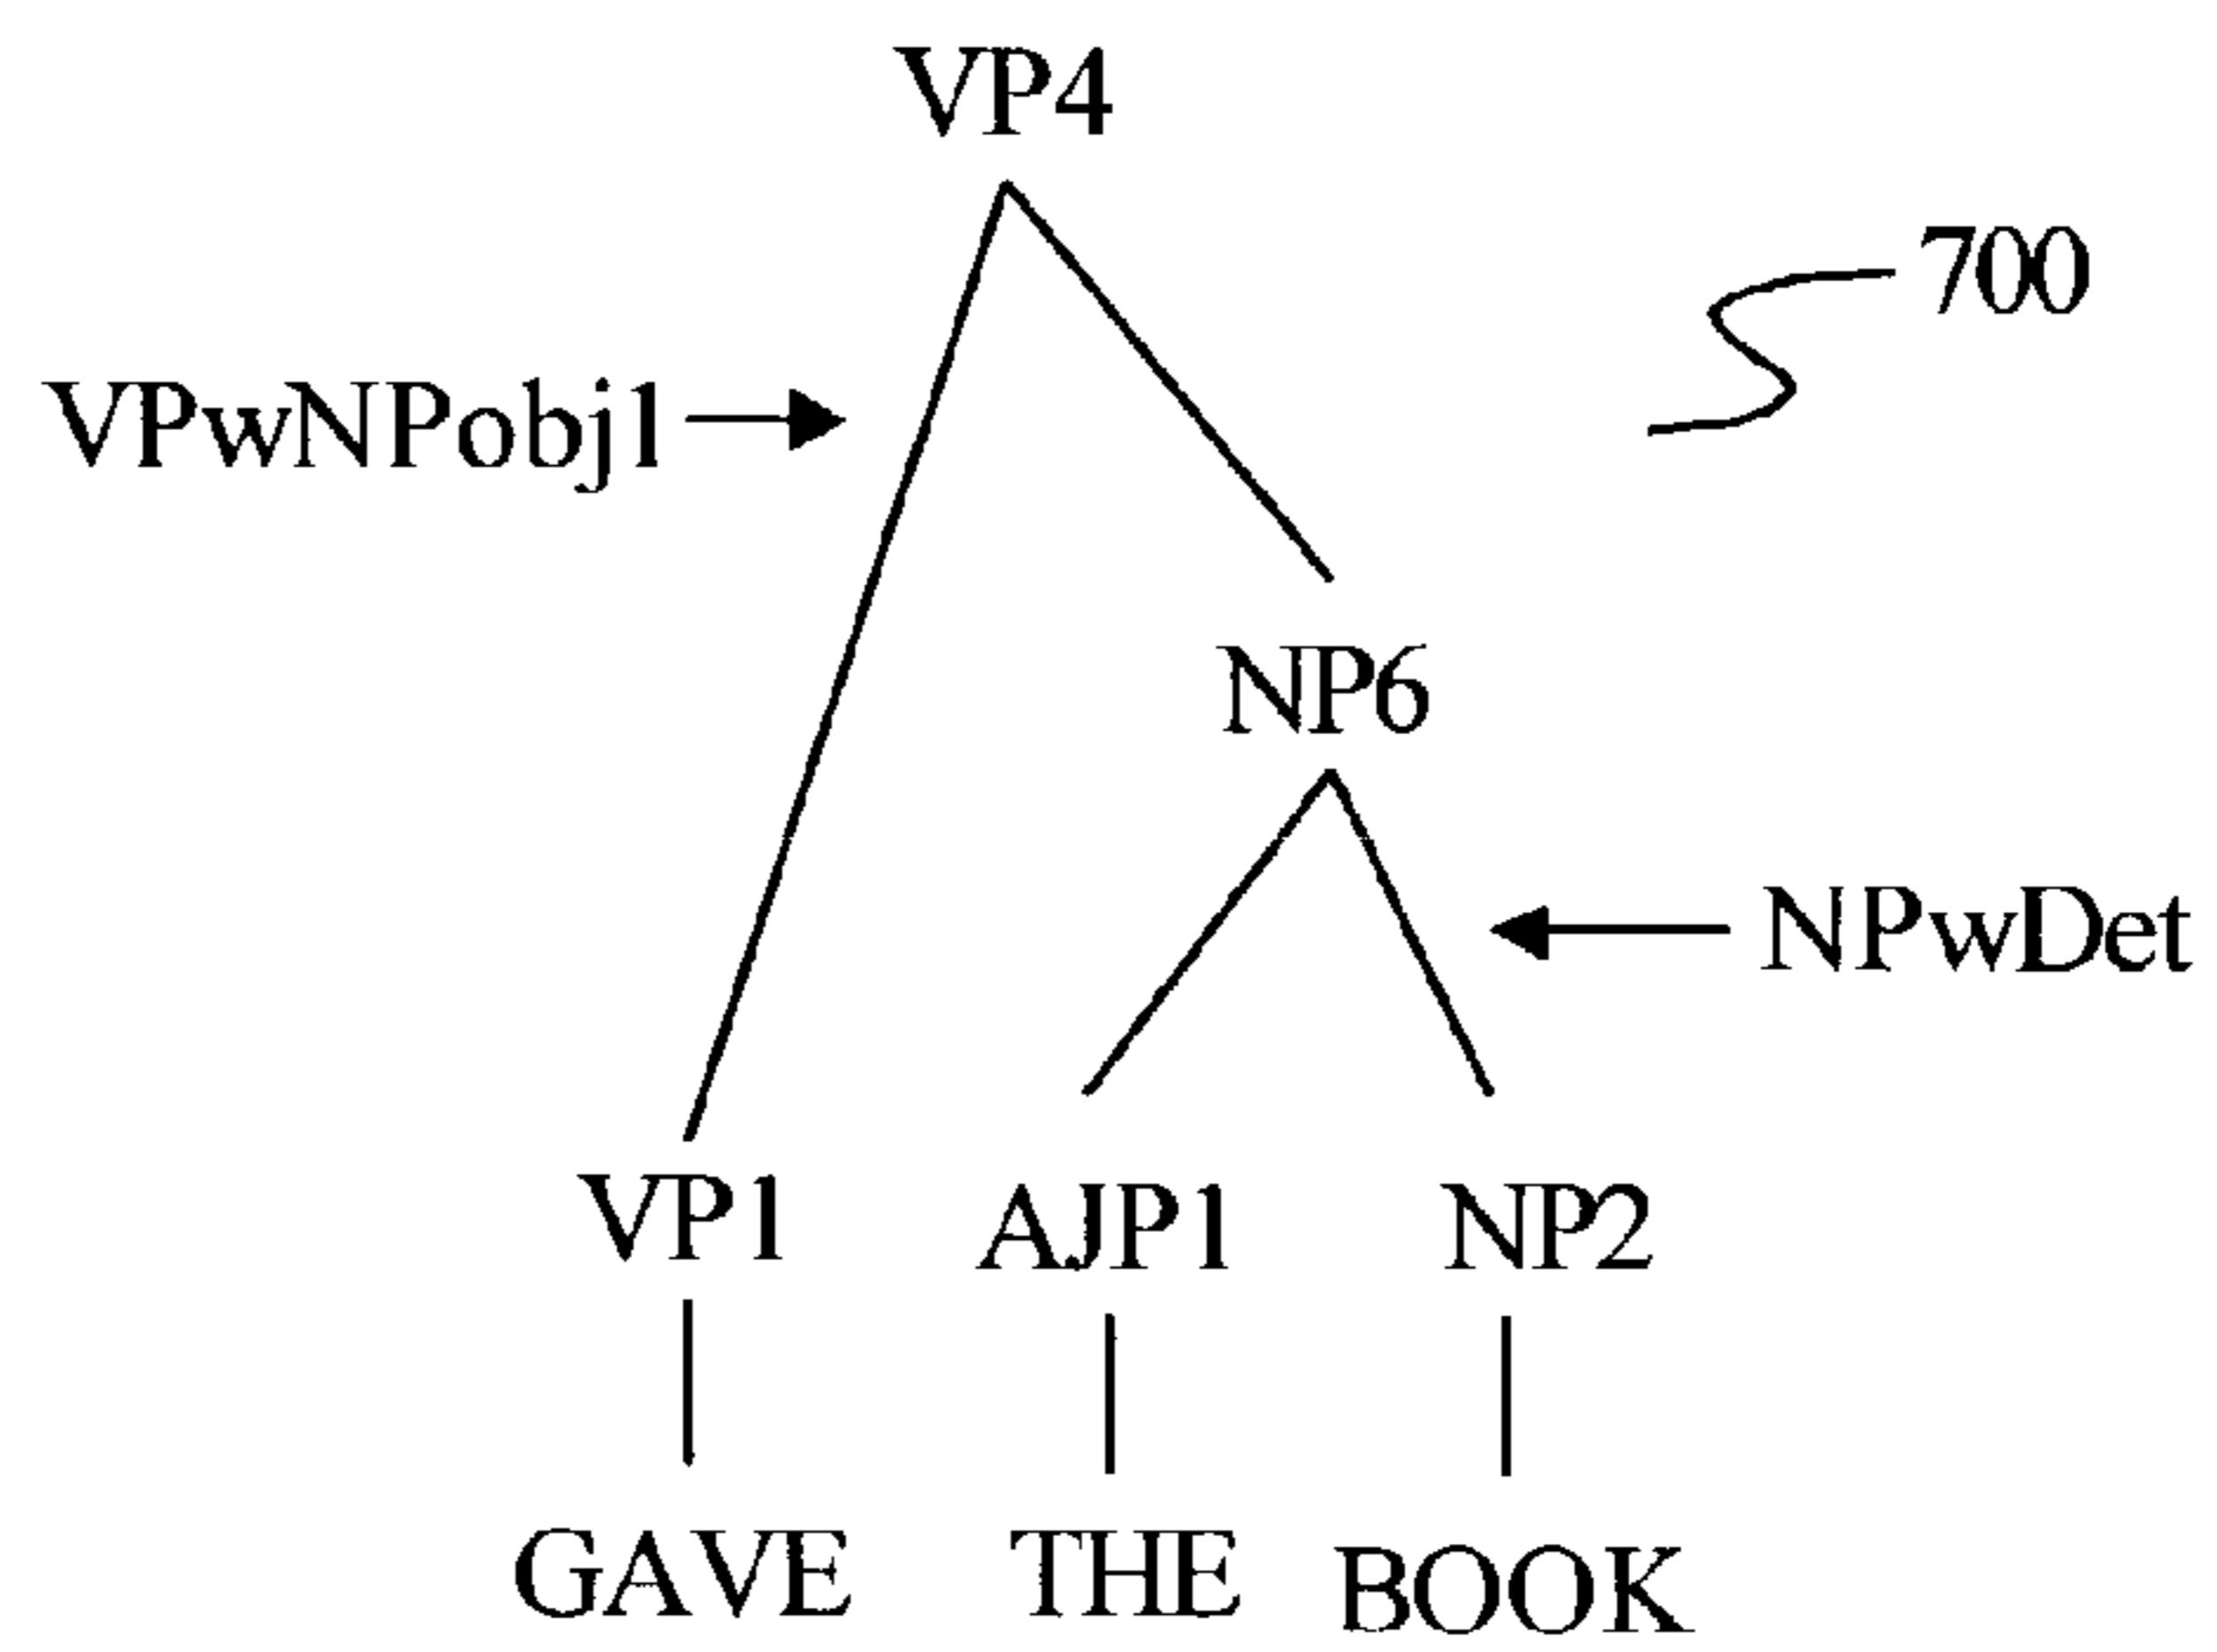 VP4
700
VPwNPobj1
NP6
NPwDet
VP1 AJP1 NP2
GAVE THE BOOK